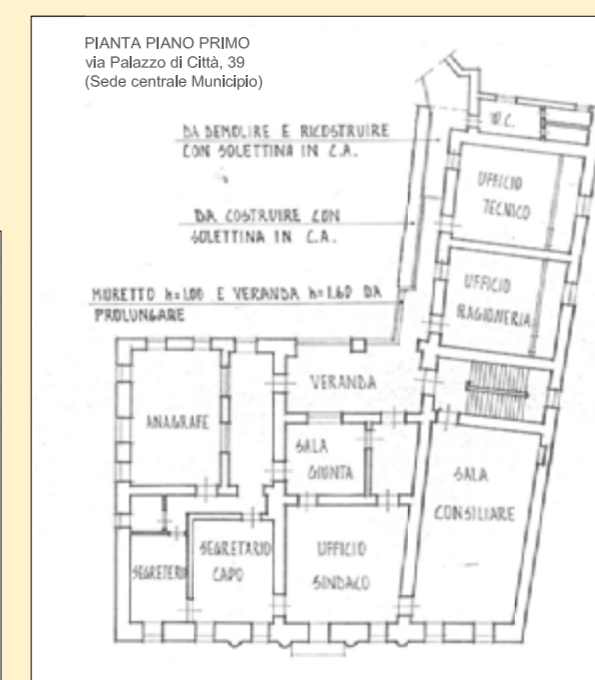 PIANTA PIANO PRIMO
via Palazzo di Città, 39
(Sede centrale Municipio)
DA DEMOLIRE E RICOSTRUIRE
CON SOLETTINA IN C.A.
DA COSTRUIRE CON
SOLETTINA IN C.A.
MURETTO h=1.00 E VERANDA h=1.60 DA
PROLUNGARE
W.C.
UFFICIO
TECNICO
UFFICIO
RAGIONERIA
VERANDA
ANAGRAFE
SALA
GIUNTA
SALA
CONSILIARE
SEGRETERIA
SEGRETARIO
CAPO
UFFICIO
SINDACO